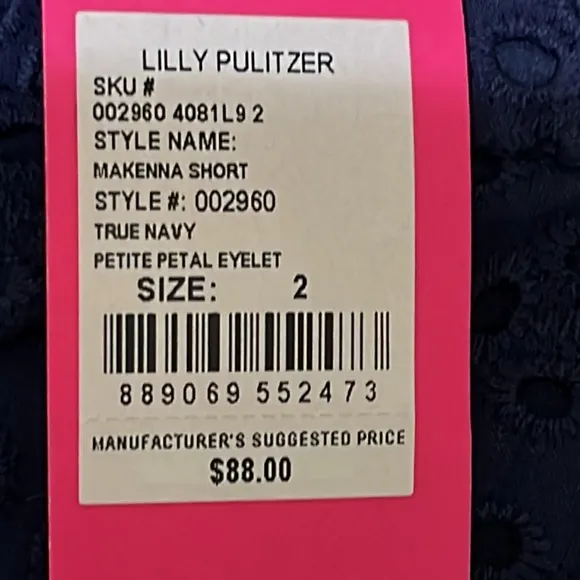 LILLY PULITZER
SKU #
002960 4081L9 2
STYLE NAME:
MAKENNA SHORT
STYLE #: 002960
TRUE NAVY
PETITE PETAL EYELET
SIZE: 2
889069 552473
MANUFACTURER'S SUGGESTED PRICE
$88.00